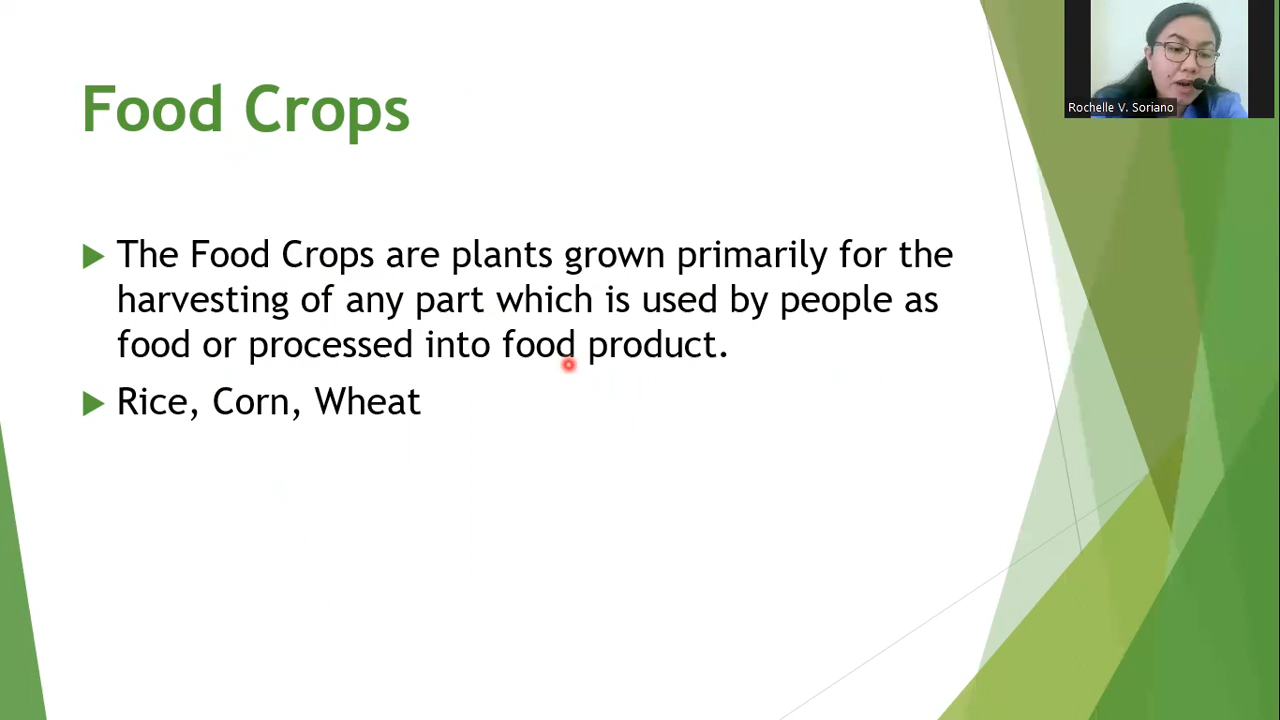 Food Crops
The Food Crops are plants grown primarily for the
harvesting of any part which is used by people as
food or processed into food product.
Rice, Corn, Wheat
Rochelle V. Soriano